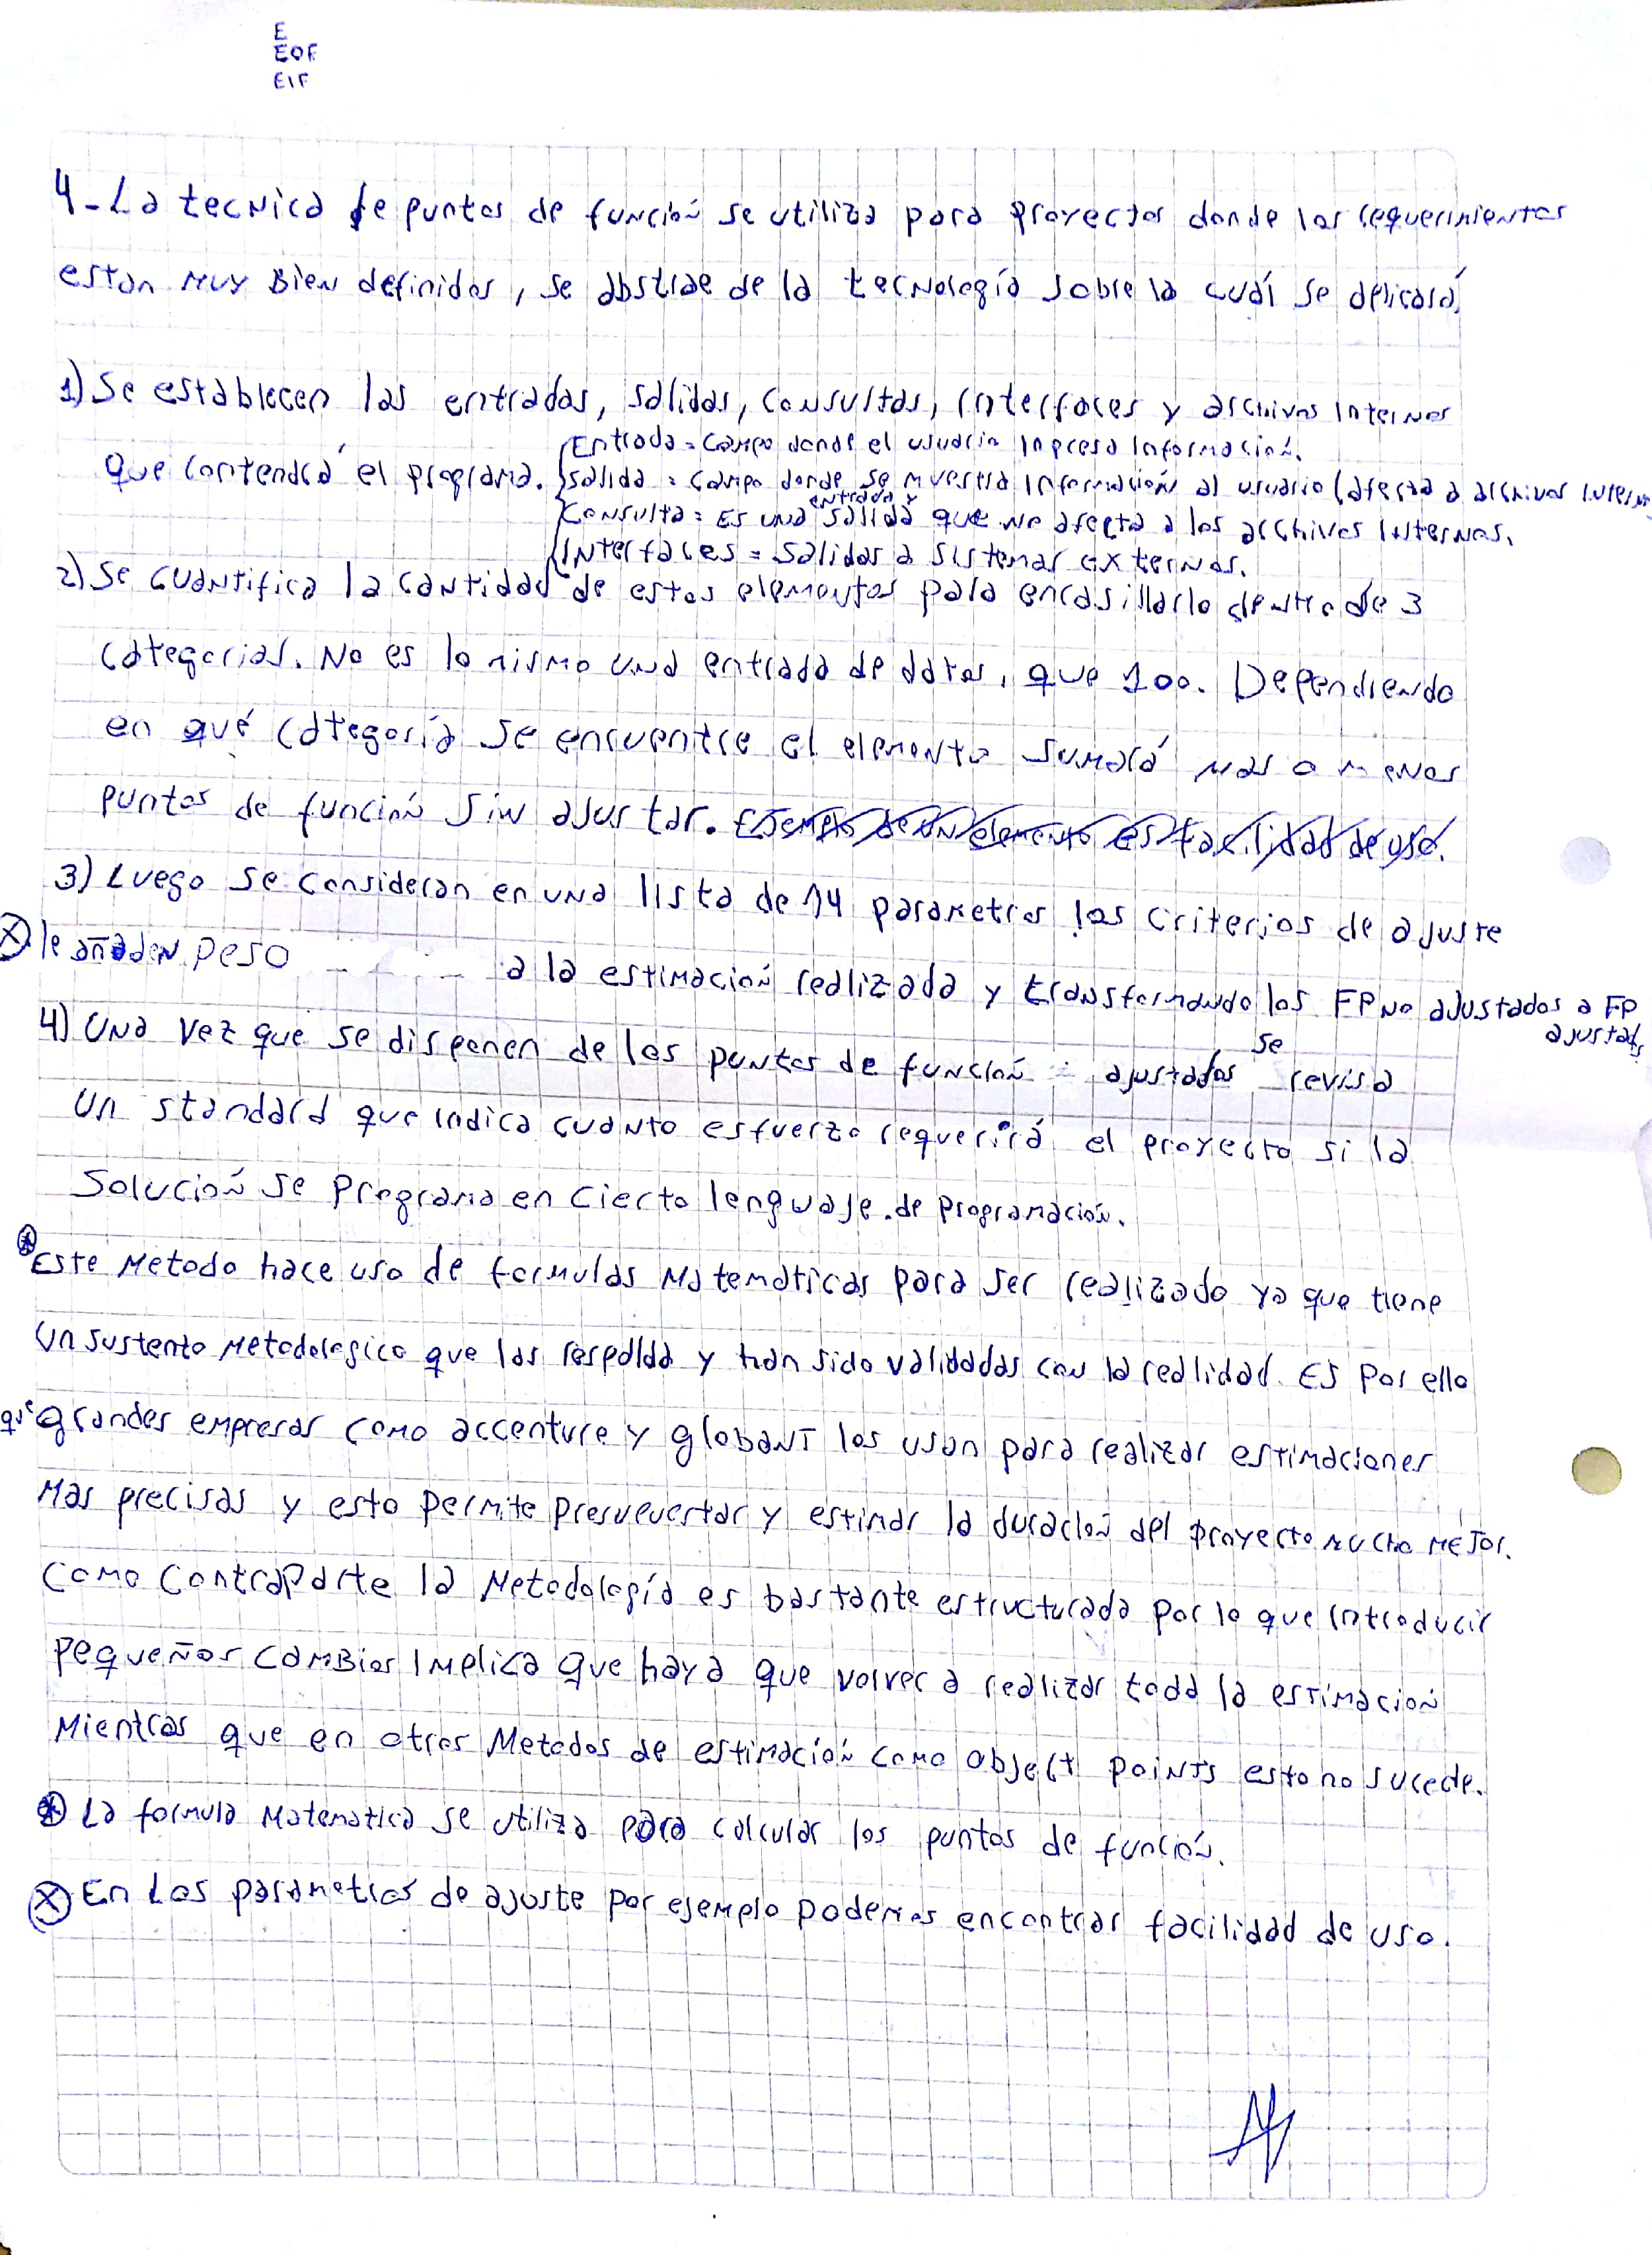 E
EOF
EIF
4-La tecnica de puntos de función se utiliza para proyectos donde los requerimientos
estan muy bien definidos, se abstrae de la tecnología sobre la cuál se aplicará.
1) Se establecen las entradas, salidas, consultas, interfaces y archivos internos
que contendrá el programa.
Entrada = campo donde el usuario ingresa información.
salida = campo donde se muestra información al usuario (afecta a archivos internos
Consulta = Es una entrada y salida que no afecta a los archivos internos.
Interfaces = salidas a sistemas externos.
2) Se cuantifica la cantidad de estos elementos para encasillarlo dentro de 3
categorias. No es lo mismo una entrada de datos, que 100. Dependiendo
en qué categoría se encuentre el elemento sumará mas o menos
puntos de función sin ajustar. Ejemplo de un elemento es facilidad de uso.
3) Luego se consideran en una lista de 14 parametros los criterios de ajuste
le añaden peso a la estimación realizada y transformando los FP no ajustados a FP
ajustados
4) Una vez que se disponen de los puntos de función ajustados se revisa
un standard que indica cuanto esfuerzo requerirá el proyecto si la
solución se programa en cierto lenguaje de programación.
Este metodo hace uso de formulas matematicas para ser realizado ya que tiene
un sustento metodologico que las respalda y han sido validadas con la realidad. Es por ello
que grandes empresas como accenture y globant los usan para realizar estimaciones
mas precisas y esto permite presupuestar y estimar la duración del proyecto mucho mejor.
Como contraparte la metodología es bastante estructurada por lo que introducir
pequeños cambios implica que haya que volver a realizar toda la estimación
mientras que en otros metodos de estimación como object points esto no sucede.
La formula matematica se utiliza para calcular los puntos de función.
En los parametros de ajuste por ejemplo podemos encontrar facilidad de uso.